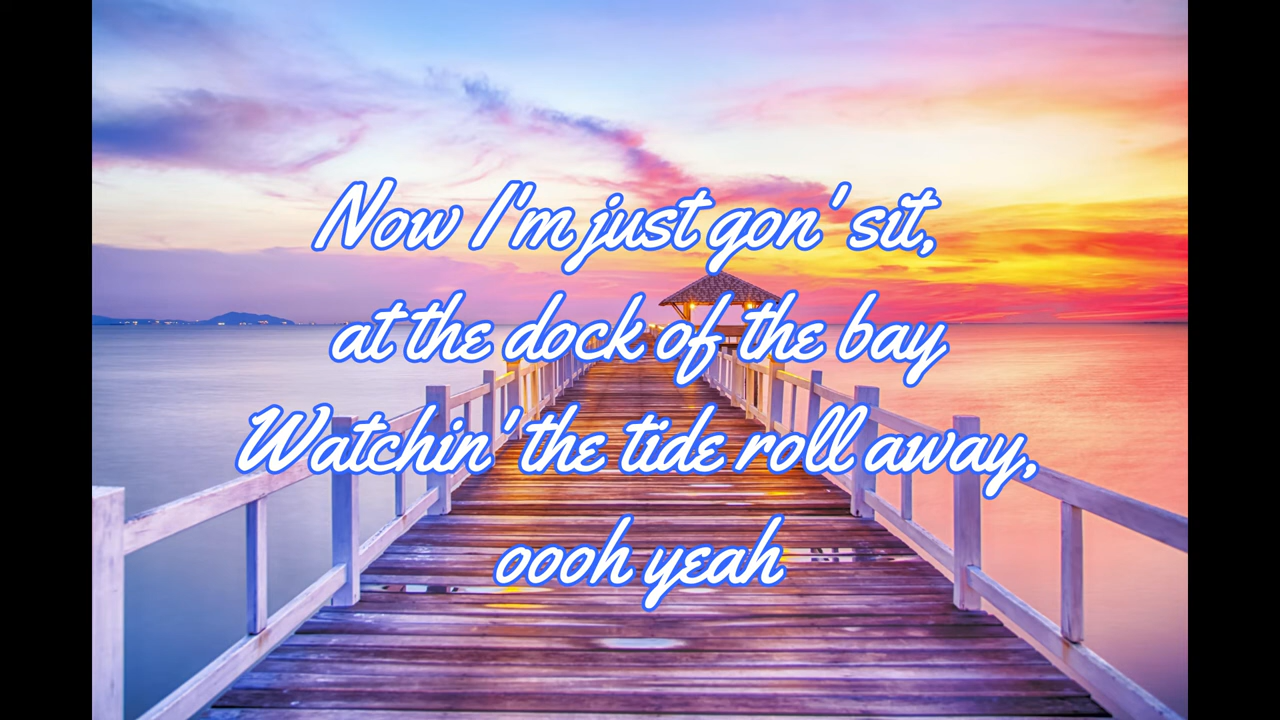 Now I'm just gon' sit,
at the dock of the bay
Watchin' the tide roll away,
oooh yeah